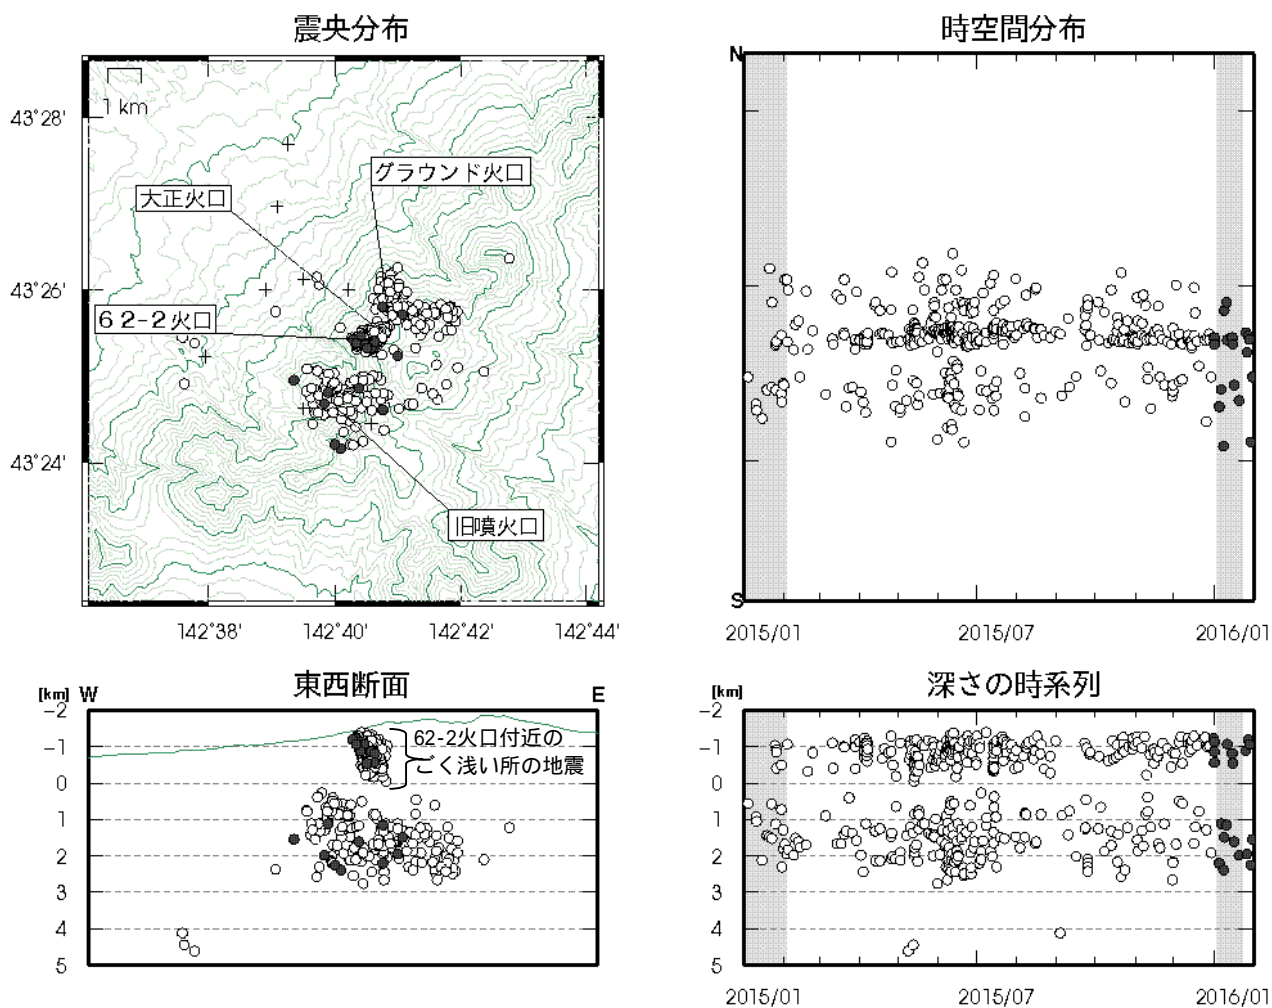 震央分布
1 km
43°28'
43°26'
43°24'
142°38'
142°40'
142°42'
142°44'
グラウンド火口
大正火口
62-2火口
旧噴火口
時空間分布
N
S
2015/01
2015/07
2016/01
東西断面
[km]
W
E
-2
-1
0
1
2
3
4
5
62-2火口付近の
ごく浅い所の地震
深さの時系列
[km]
-2
-1
0
1
2
3
4
5
2015/01
2015/07
2016/01